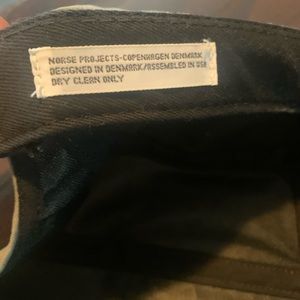 NORSE PROJECTS-COPENHAGEN DENMARK
DESIGNED IN DENMARK/ASSEMBLED IN USA
DRY CLEAN ONLY